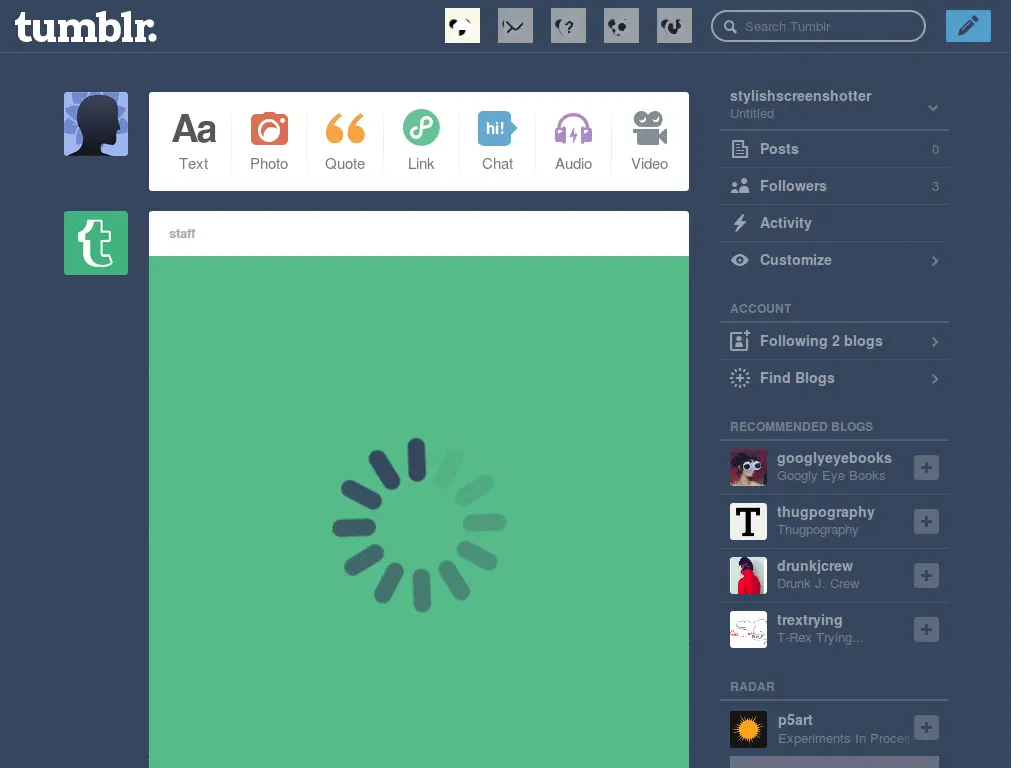 tumblr.
?
Search Tumblr
Aa
Text
Photo
Quote
Link
hi!
Chat
Audio
Video
t
staff
stylishscreenshotter
Untitled
Posts 0
Followers 3
Activity
Customize
ACCOUNT
Following 2 blogs
Find Blogs
RECOMMENDED BLOGS
googlyeyebooks
Googly Eye Books
T
thugpography
Thugpography
drunkjcrew
Drunk J. Crew
trextrying
T-Rex Trying...
RADAR
p5art
Experiments In Proces